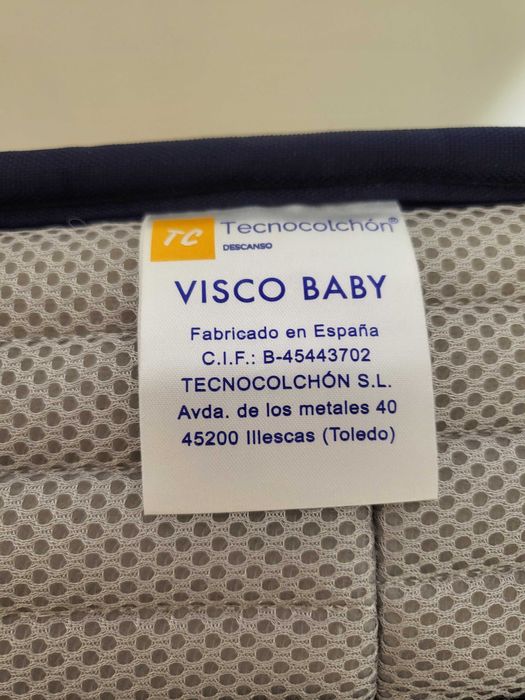 TC Tecnocolchón®
DESCANSO
VISCO BABY
Fabricado en España
C.I.F.: B-45443702
TECNOCOLCHÓN S.L.
Avda. de los metales 40
45200 Illescas (Toledo)